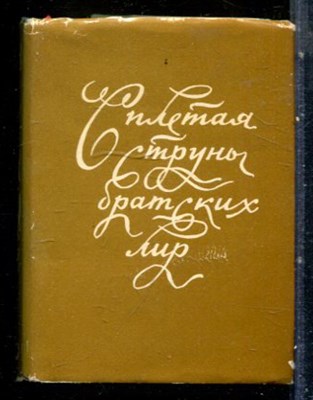 Сплетая
струны
братских
лир